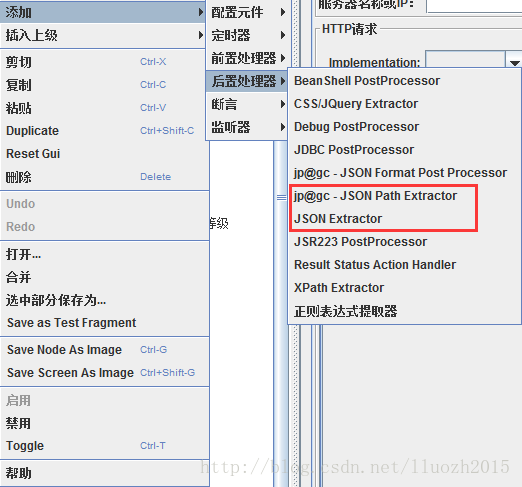 添加
插入上级
剪切 Ctrl-X
复制 Ctrl-C
粘贴 Ctrl-V
Duplicate Ctrl+Shift-C
Reset Gui
删除 Delete
Undo
Redo
打开...
合并
选中部分保存为...
Save as Test Fragment
Save Node As Image Ctrl-G
Save Screen As Image Ctrl+Shift-G
启用
禁用
Toggle Ctrl-T
帮助
配置元件
定时器
前置处理器
后置处理器
断言
监听器
等级
服务器名称或IP：
HTTP请求
Implementation:
BeanShell PostProcessor
CSS/JQuery Extractor
Debug PostProcessor
JDBC PostProcessor
jp@gc - JSON Format Post Processor
jp@gc - JSON Path Extractor
JSON Extractor
JSR223 PostProcessor
Result Status Action Handler
XPath Extractor
正则表达式提取器
http://blog.csdn.net/lluozh2015